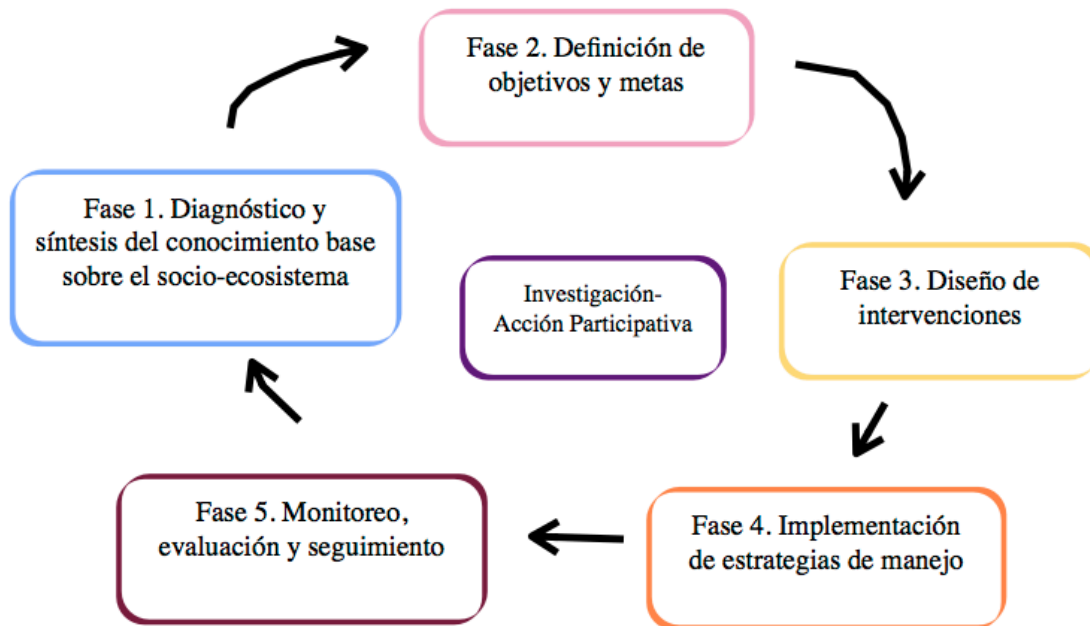 Fase 1. Diagnóstico y
síntesis del conocimiento base
sobre el socio-ecosistema
Fase 2. Definición de
objetivos y metas
Fase 3. Diseño de
intervenciones
Fase 4. Implementación
de estrategias de manejo
Fase 5. Monitoreo,
evaluación y seguimiento
Investigación-
Acción Participativa